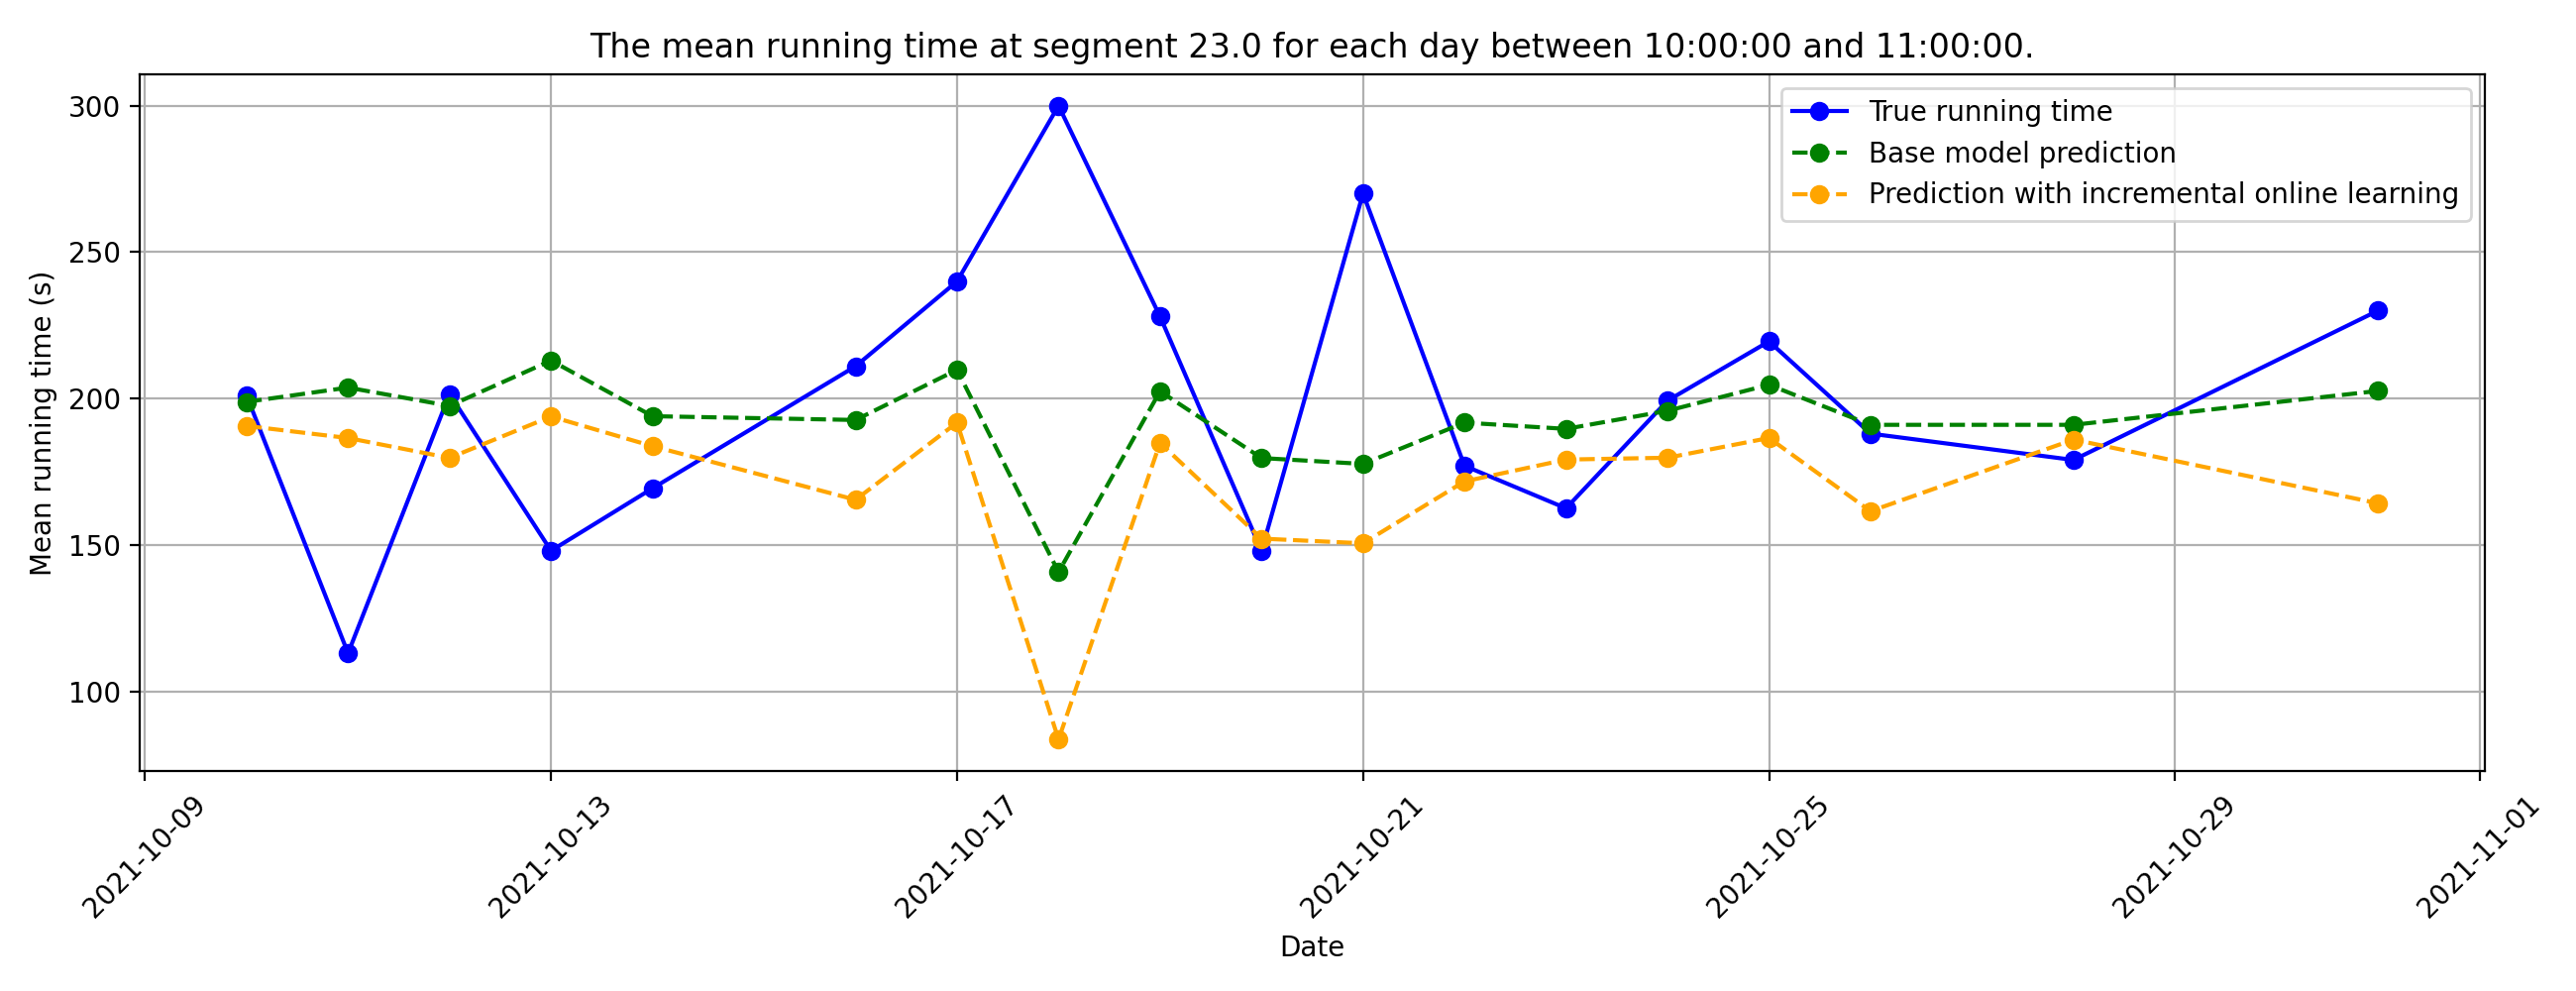 The mean running time at segment 23.0 for each day between 10:00:00 and 11:00:00.
True running time
Base model prediction
Prediction with incremental online learning
Mean running time (s)
300
250
200
150
100
2021-10-09
2021-10-13
2021-10-17
2021-10-21
2021-10-25
2021-10-29
2021-11-01
Date